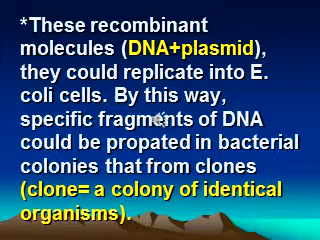 *These recombinant
molecules (DNA+plasmid),
they could replicate into E.
coli cells. By this way,
specific fragments of DNA
could be propated in bacterial
colonies that from clones
(clone= a colony of identical
organisms).